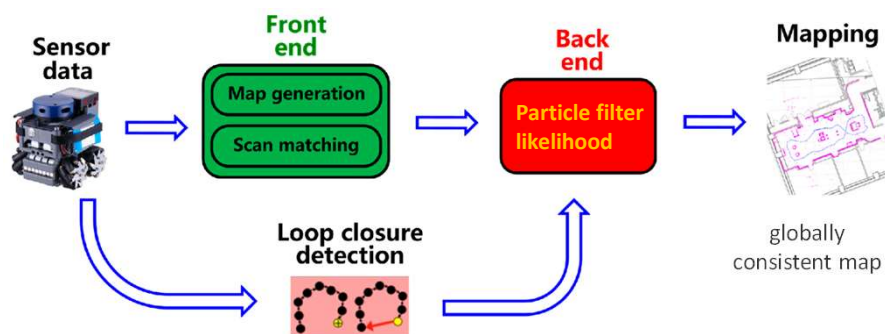 Sensor
data
Front
end
Map generation
Scan matching
Back
end
Particle filter
likelihood
Mapping
Loop closure
detection
globally
consistent map